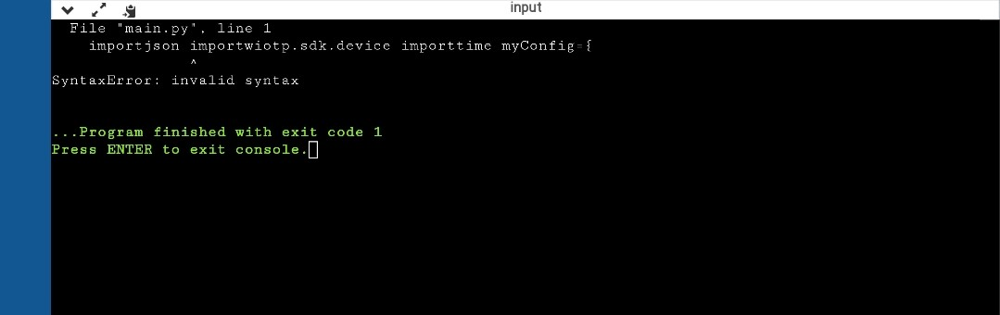 input
File "main.py", line 1
importjson importwiotp.sdk.device importtime myConfig={
^
SyntaxError: invalid syntax
...Program finished with exit code 1
Press ENTER to exit console.